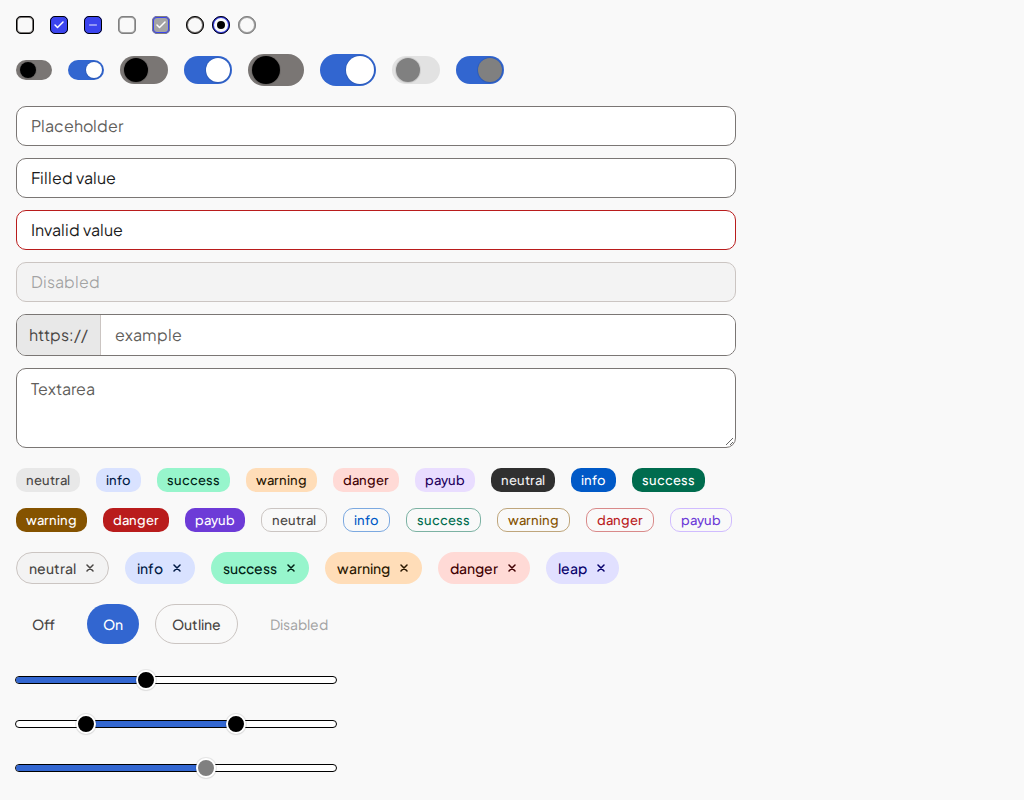 Placeholder
Filled value
Invalid value
Disabled
https:// example
Textarea
neutral info success warning danger payub neutral info success
warning danger payub neutral info success warning danger payub
neutral × info × success × warning × danger × leap ×
Off On Outline Disabled